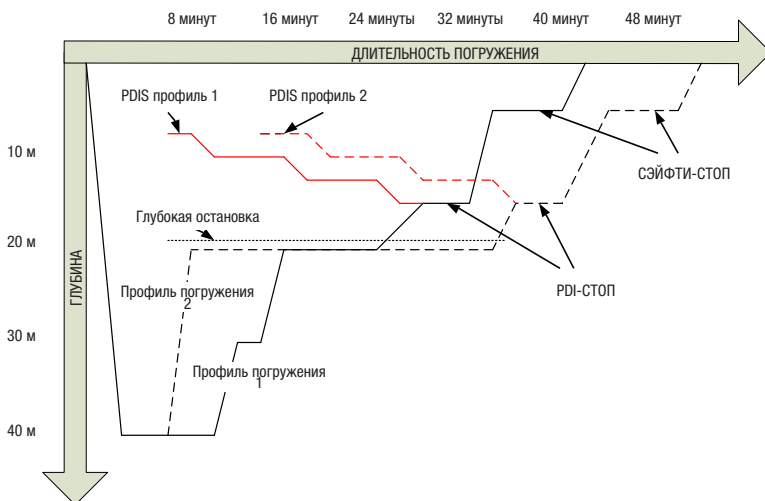 8 минут 16 минут 24 минуты 32 минуты 40 минут 48 минут
ДЛИТЕЛЬНОСТЬ ПОГРУЖЕНИЯ
PDIS профиль 1 PDIS профиль 2
10 м
СЭЙФТИ-СТОП
Глубокая остановка
20 м
ГЛУБИНА
Профиль погружения
2
PDI-СТОП
30 м
Профиль погружения
1
40 м